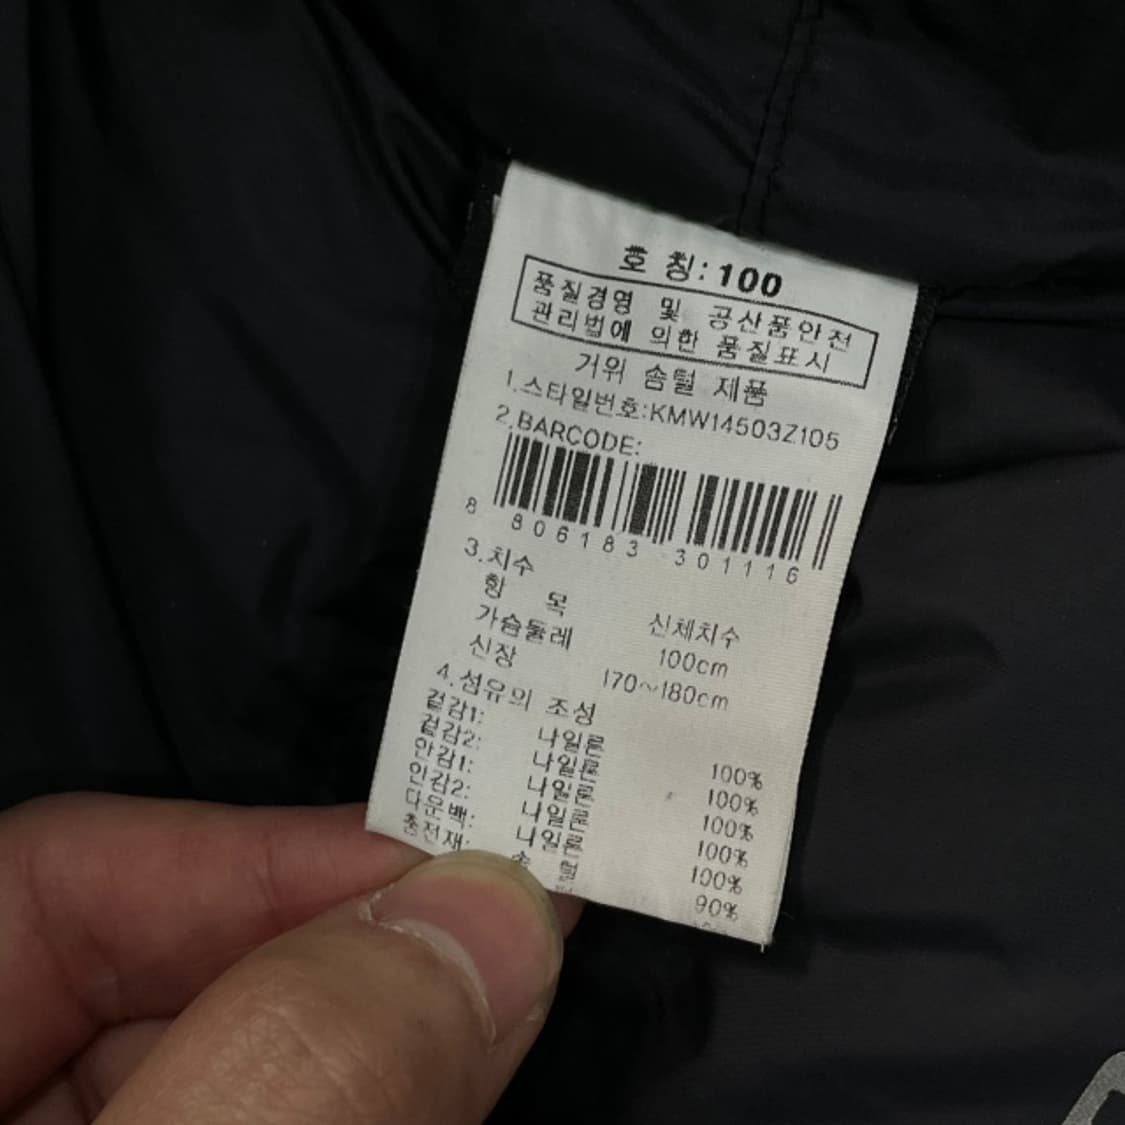 호 칭: 100
품질경영 및 공산품안전
관리법에 의한 품질표시
거위 솜털 제품
1.스타일번호:KMW14503Z105
2.BARCODE:
8 806183 301116
3.치수
항 목 신체치수
가슴둘레 100cm
신장 170~180cm
4.섬유의 조성
겉감1: 나일론 100%
겉감2: 나일론 100%
안감1: 나일론 100%
안감2: 나일론 100%
다운백: 나일론 100%
충전재: 솜 털 90%